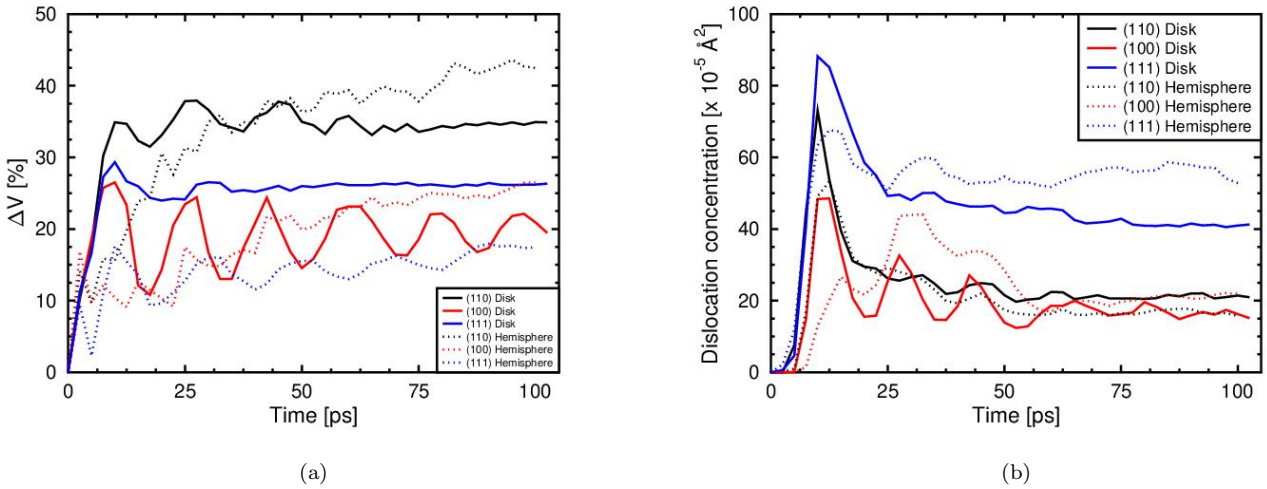 50
40
30
20
10
0
ΔV [%]
0 25 50 75 100
Time [ps]
(110) Disk
(100) Disk
(111) Disk
(110) Hemisphere
(100) Hemisphere
(111) Hemisphere
(a)
100
80
60
40
20
0
Dislocation concentration [x 10⁻⁵ Å²]
0 25 50 75 100
Time [ps]
(110) Disk
(100) Disk
(111) Disk
(110) Hemisphere
(100) Hemisphere
(111) Hemisphere
(b)